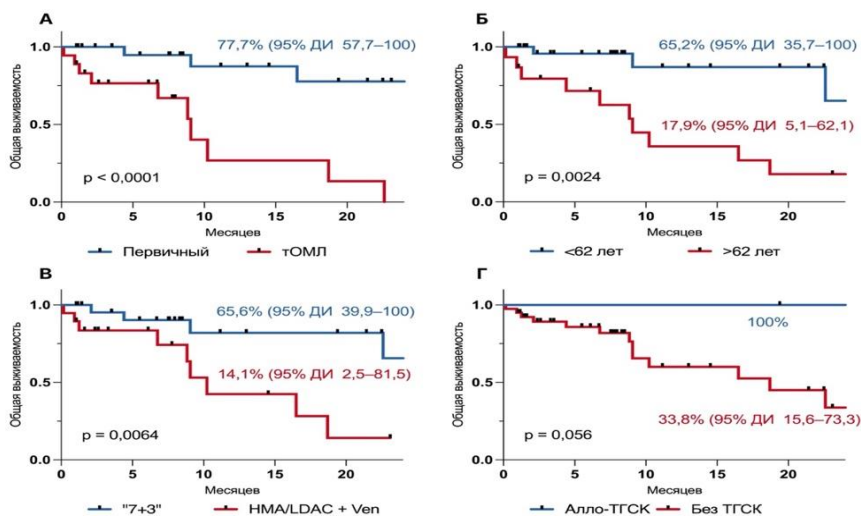 А
1.0
0.5
0.0
Общая выживаемость
77,7% (95% ДИ 57,7–100)
p < 0,0001
0 5 10 15 20
Месяцев
Первичный тОМЛ
Б
1.0
0.5
0.0
Общая выживаемость
65,2% (95% ДИ 35,7–100)
17,9% (95% ДИ 5,1–62,1)
p = 0,0024
0 5 10 15 20
Месяцев
<62 лет >62 лет
В
1.0
0.5
0.0
Общая выживаемость
65,6% (95% ДИ 39,9–100)
14,1% (95% ДИ 2,5–81,5)
p = 0,0064
0 5 10 15 20
Месяцев
"7+3" HMA/LDAC + Ven
Г
1.0
0.5
0.0
Общая выживаемость
100%
33,8% (95% ДИ 15,6–73,3)
p = 0,056
0 5 10 15 20
Месяцев
Алло-ТГСК Без ТГСК